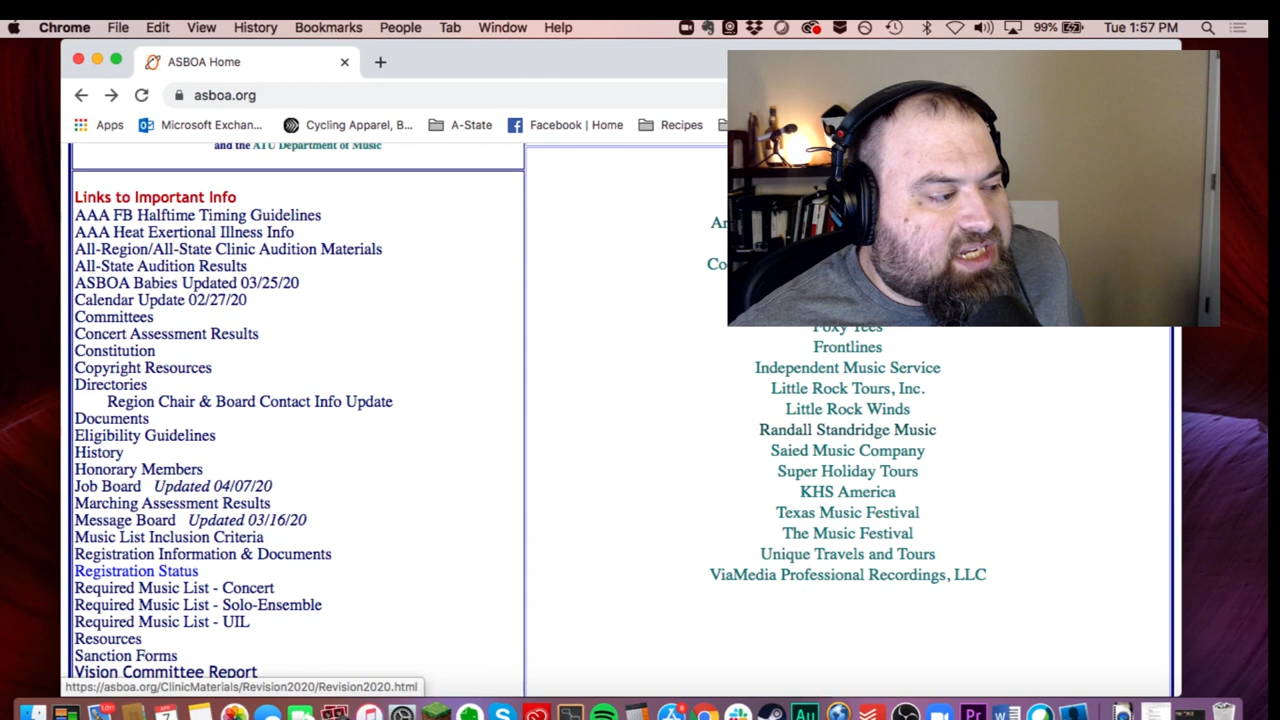 Chrome File Edit View History Bookmarks People Tab Window Help 99% Tue 1:57 PM
ASBOA Home
asboa.org
Apps Microsoft Exchan... Cycling Apparel, B... A-State Facebook | Home Recipes
and the ATU Department of Music
Links to Important Info
AAA FB Halftime Timing Guidelines
AAA Heat Exertional Illness Info
All-Region/All-State Clinic Audition Materials
All-State Audition Results
ASBOA Babies Updated 03/25/20
Calendar Update 02/27/20
Committees
Concert Assessment Results
Constitution
Copyright Resources
Directories
Region Chair & Board Contact Info Update
Documents
Eligibility Guidelines
History
Honorary Members
Job Board Updated 04/07/20
Marching Assessment Results
Message Board Updated 03/16/20
Music List Inclusion Criteria
Registration Information & Documents
Registration Status
Required Music List - Concert
Required Music List - Solo-Ensemble
Required Music List - UIL
Resources
Sanction Forms
Vision Committee Report
https://asboa.org/ClinicMaterials/Revision2020/Revision2020.html
Foxy Tees
Frontlines
Independent Music Service
Little Rock Tours, Inc.
Little Rock Winds
Randall Standridge Music
Saied Music Company
Super Holiday Tours
KHS America
Texas Music Festival
The Music Festival
Unique Travels and Tours
ViaMedia Professional Recordings, LLC